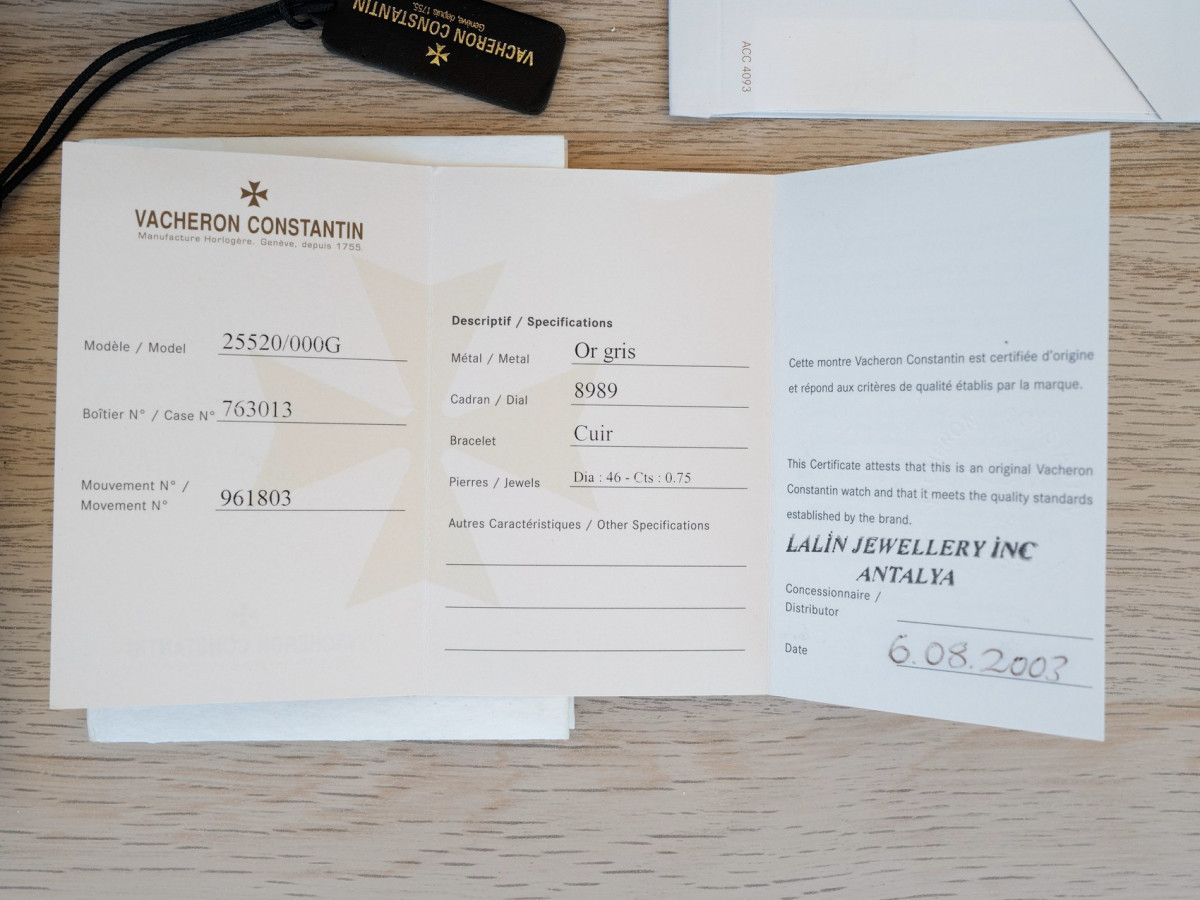 VACHERON CONSTANTIN
Genève, depuis 1755.
ACC 4093
VACHERON CONSTANTIN
Manufacture Horlogère. Genève, depuis 1755.
Modèle / Model 25520/000G
Boîtier N° / Case N° 763013
Mouvement N° /
Movement N° 961803
Descriptif / Specifications
Métal / Metal Or gris
Cadran / Dial 8989
Bracelet Cuir
Pierres / Jewels Dia : 46 - Cts : 0.75
Autres Caractéristiques / Other Specifications
Cette montre Vacheron Constantin est certifiée d'origine
et répond aux critères de qualité établis par la marque.
This Certificate attests that this is an original Vacheron
Constantin watch and that it meets the quality standards
established by the brand.
LALİN JEWELLERY İNC
ANTALYA
Concessionnaire /
Distributor
Date 6.08.2003